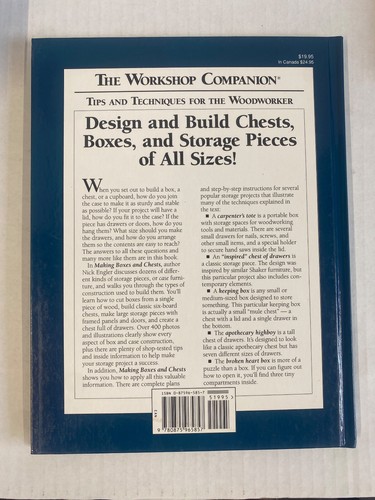 $19.95
in Canada $24.95
THE WORKSHOP COMPANION®
TIPS AND TECHNIQUES FOR THE WOODWORKER
Design and Build Chests,
Boxes, and Storage Pieces
of All Sizes!
When you set out to build a box, a
chest, or a cupboard, how do you join
the case to make it as sturdy and stable
as possible? If your project will have a
lid, how do you fit it to the case? If the
piece has drawers or doors, how do you
hang them? What size should you make
the drawers, and how do you arrange
them so the contents are easy to reach?
The answers to all these questions and
many more like them are in this book.
In Making Boxes and Chests, author
Nick Engler discusses dozens of differ-
ent kinds of storage pieces, or case furni-
ture, and walks you through the types of
construction used to build them. You'll
learn how to cut boxes from a single
piece of wood, build classic six-board
chests, make large storage pieces with
framed panels and doors, and create a
chest full of drawers. Over 400 photos
and illustrations clearly show every
aspect of box and case construction,
plus there are plenty of shop-tested tips
and inside information to help make
your storage project a success.
In addition, Making Boxes and Chests
shows you how to apply all this valuable
information. There are complete plans
and step-by-step instructions for several
popular storage projects that illustrate
many of the techniques explained in
the text:
■ A carpenter's tote is a portable box
with storage spaces for woodworking
tools and materials. There are several
small drawers for nails, screws, and
other small items, and a special holder
to secure hand saws inside the lid.
■ An "inspired" chest of drawers is
a classic storage piece. The design was
inspired by similar Shaker furniture, but
this particular project also includes con-
temporary elements.
■ A keeping box is any small or
medium-sized box designed to store
something. This particular keeping box
is actually a small "mule chest" — a
chest with a lid and a single drawer in
the bottom.
■ The apothecary highboy is a tall
chest of drawers. It's designed to look
like a classic apothecary chest but has
seven different sizes of drawers.
■ The broken heart box is more of a
puzzle than a box. If you can figure out
how to open it, you'll find three tiny
compartments inside.
ISBN 0-87596-585-7
51995
9 780875 965857